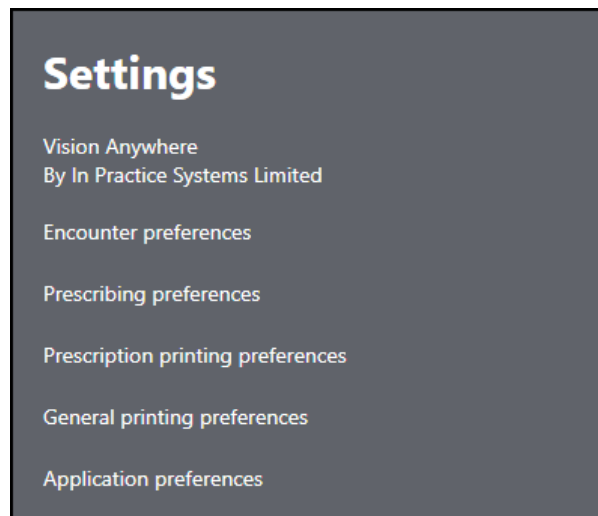 Settings
Vision Anywhere
By In Practice Systems Limited
Encounter preferences
Prescribing preferences
Prescription printing preferences
General printing preferences
Application preferences